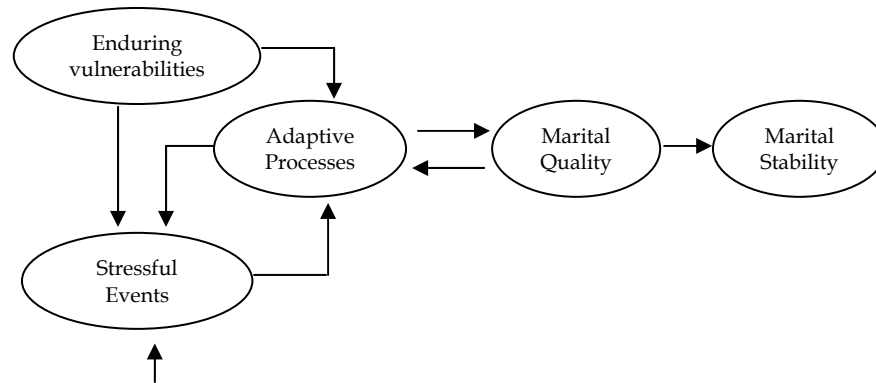 Enduring
vulnerabilities
Adaptive
Processes
Marital
Quality
Marital
Stability
Stressful
Events